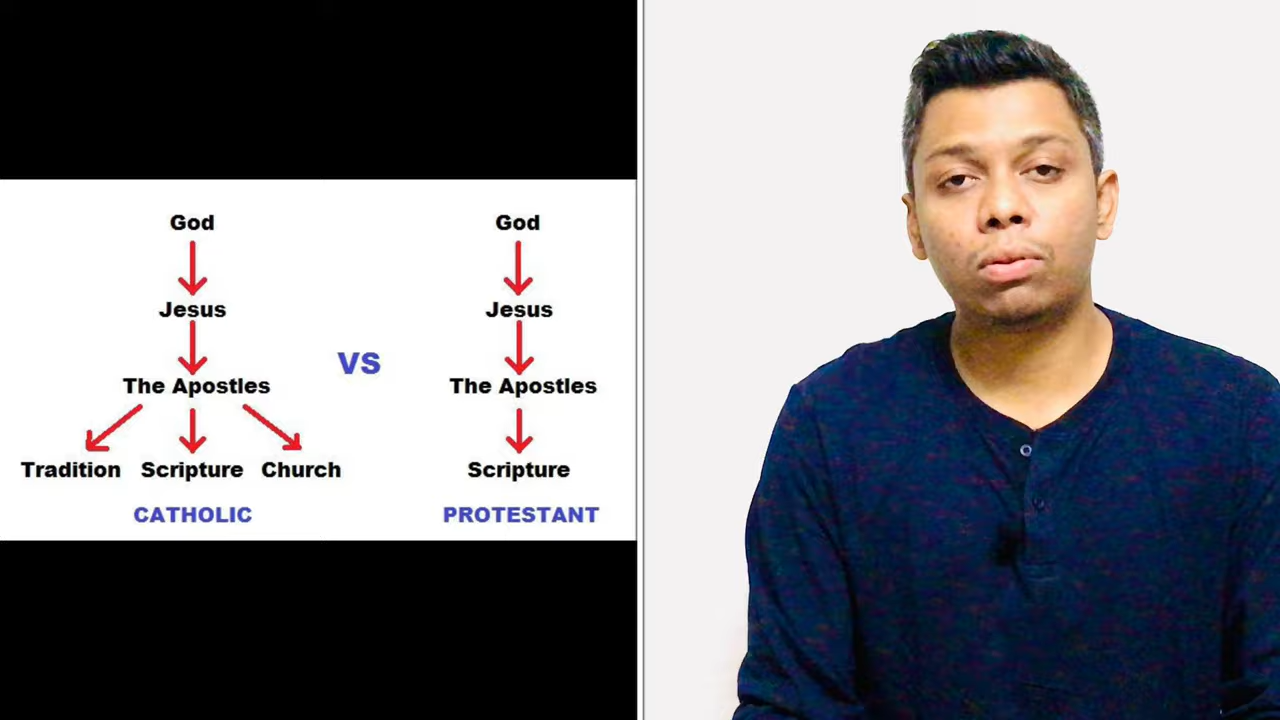 God
Jesus
The Apostles
Tradition Scripture Church
CATHOLIC
VS
God
Jesus
The Apostles
Scripture
PROTESTANT